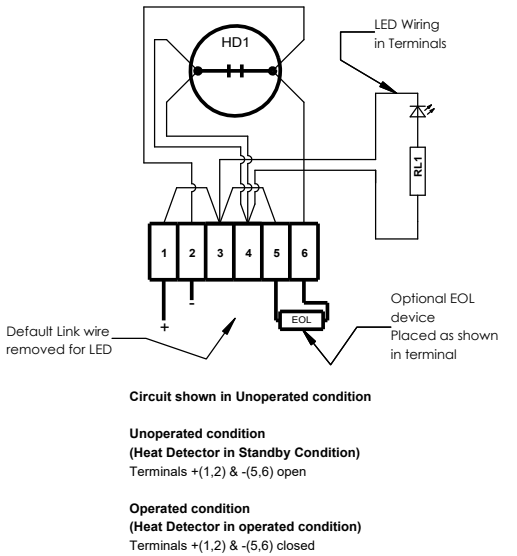 HD1
LED Wiring
in Terminals
RL1
1 2 3 4 5 6
+
-
EOL
Default Link wire
removed for LED
Optional EOL
device
Placed as shown
in terminal
Circuit shown in Unoperated condition
Unoperated condition
(Heat Detector in Standby Condition)
Terminals +(1,2) & -(5,6) open
Operated condition
(Heat Detector in operated condition)
Terminals +(1,2) & -(5,6) closed